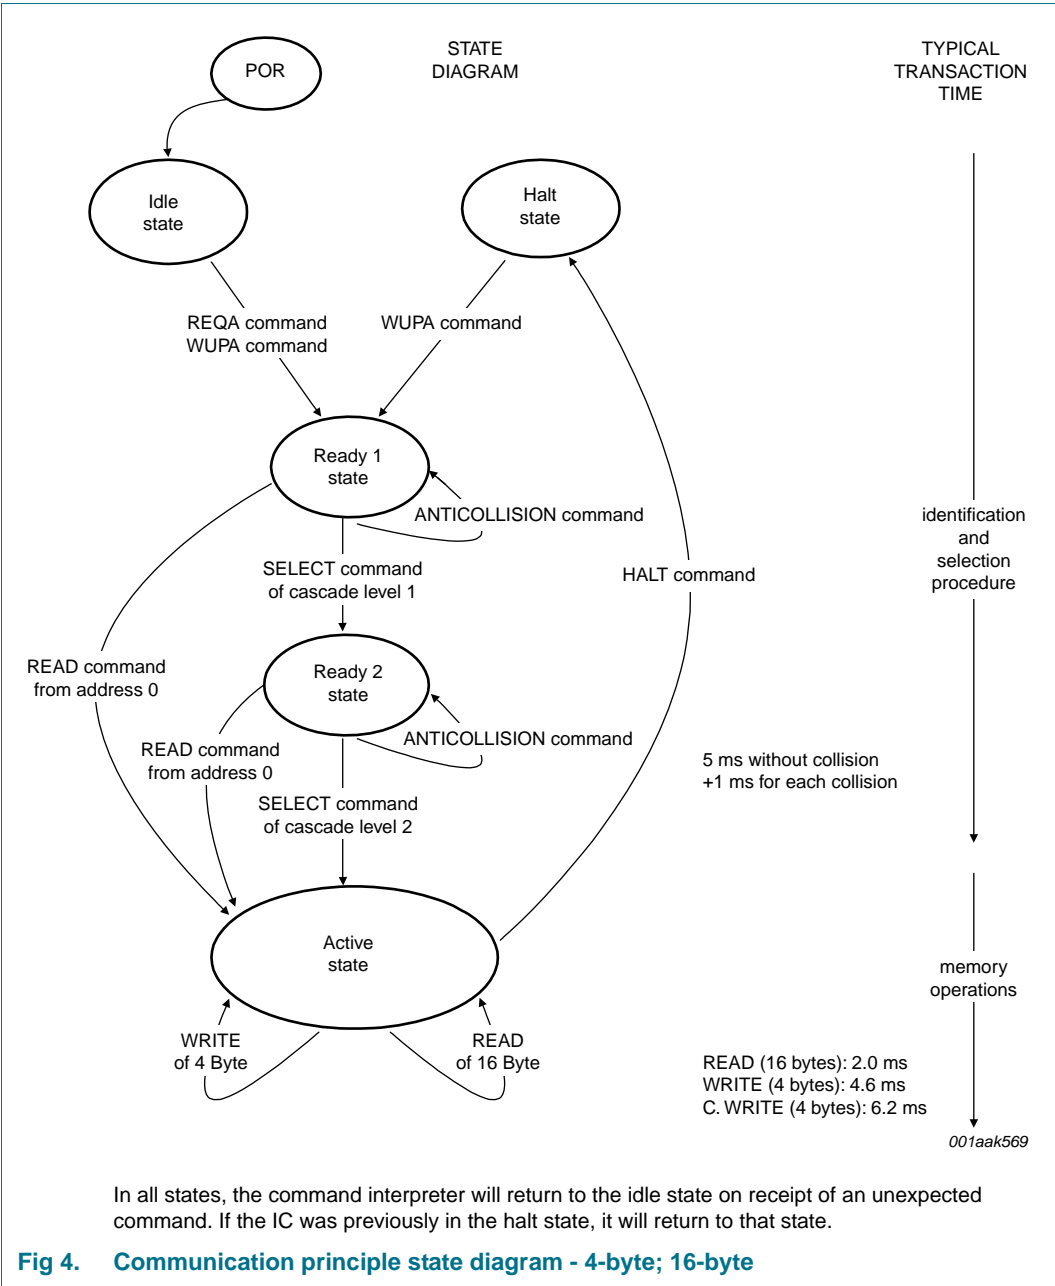 POR
STATE
DIAGRAM
TYPICAL
TRANSACTION
TIME
Idle
state
Halt
state
REQA command
WUPA command
WUPA command
Ready 1
state
ANTICOLLISION command
identification
and
selection
procedure
SELECT command
of cascade level 1
HALT command
READ command
from address 0
Ready 2
state
ANTICOLLISION command
READ command
from address 0
5 ms without collision
+1 ms for each collision
SELECT command
of cascade level 2
Active
state
memory
operations
WRITE
of 4 Byte
READ
of 16 Byte
READ (16 bytes): 2.0 ms
WRITE (4 bytes): 4.6 ms
C. WRITE (4 bytes): 6.2 ms
001aak569
In all states, the command interpreter will return to the idle state on receipt of an unexpected
command. If the IC was previously in the halt state, it will return to that state.
Fig 4. Communication principle state diagram - 4-byte; 16-byte